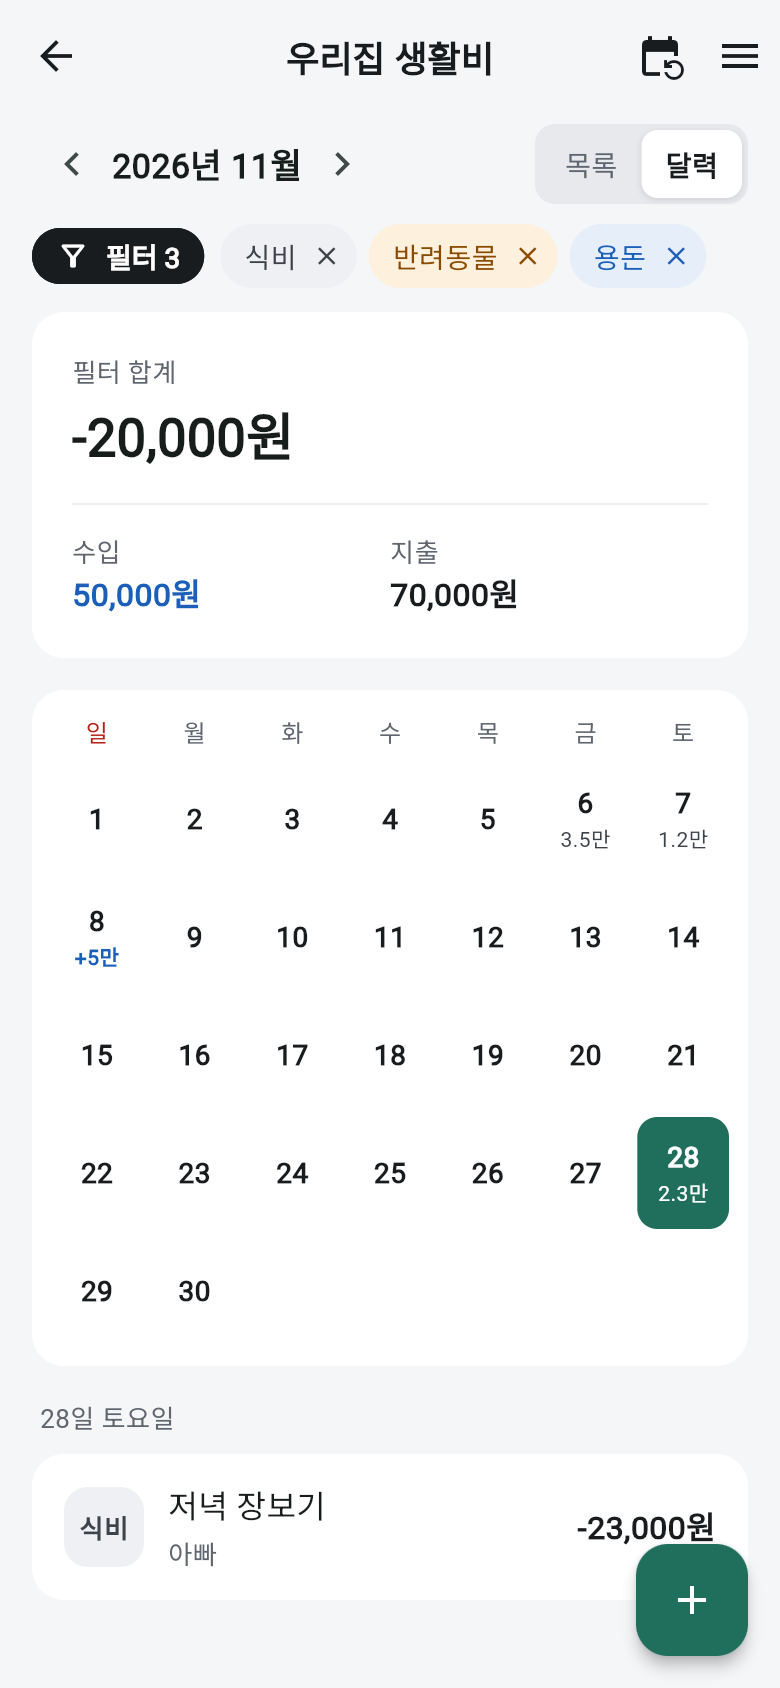 우리집 생활비
2026년 11월
목록 달력
필터 3 식비 반려동물 용돈
필터 합계
-20,000원
수입 지출
50,000원 70,000원
일 월 화 수 목 금 토
1 2 3 4 5 6 7
3.5만 1.2만
8 9 10 11 12 13 14
+5만
15 16 17 18 19 20 21
22 23 24 25 26 27 28
2.3만
29 30
28일 토요일
식비 저녁 장보기 -23,000원
아빠